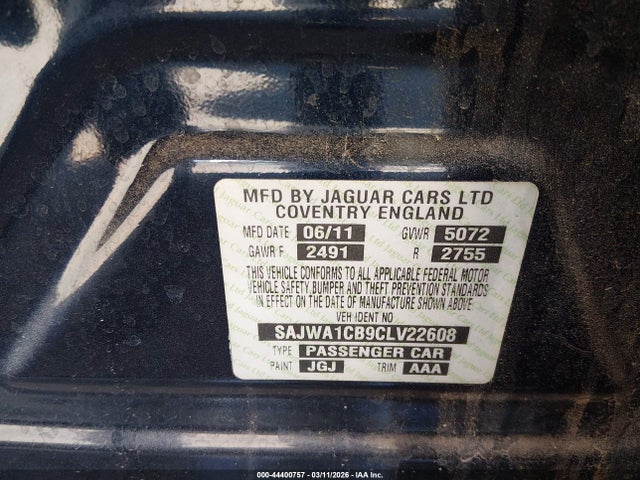 MFD BY JAGUAR CARS LTD
COVENTRY ENGLAND
MFD DATE 06/11 GVWR 5072
GAWR F 2491 R 2755
THIS VEHICLE CONFORMS TO ALL APPLICABLE FEDERAL MOTOR
VEHICLE SAFETY, BUMPER AND THEFT PREVENTION STANDARDS
IN EFFECT ON THE DATE OF MANUFACTURE SHOWN ABOVE
VEH IDENT NO
SAJWA1CB9CLV22608
TYPE PASSENGER CAR
PAINT JGJ TRIM AAA
000-44400757 - 03/11/2026 - IAA Inc.